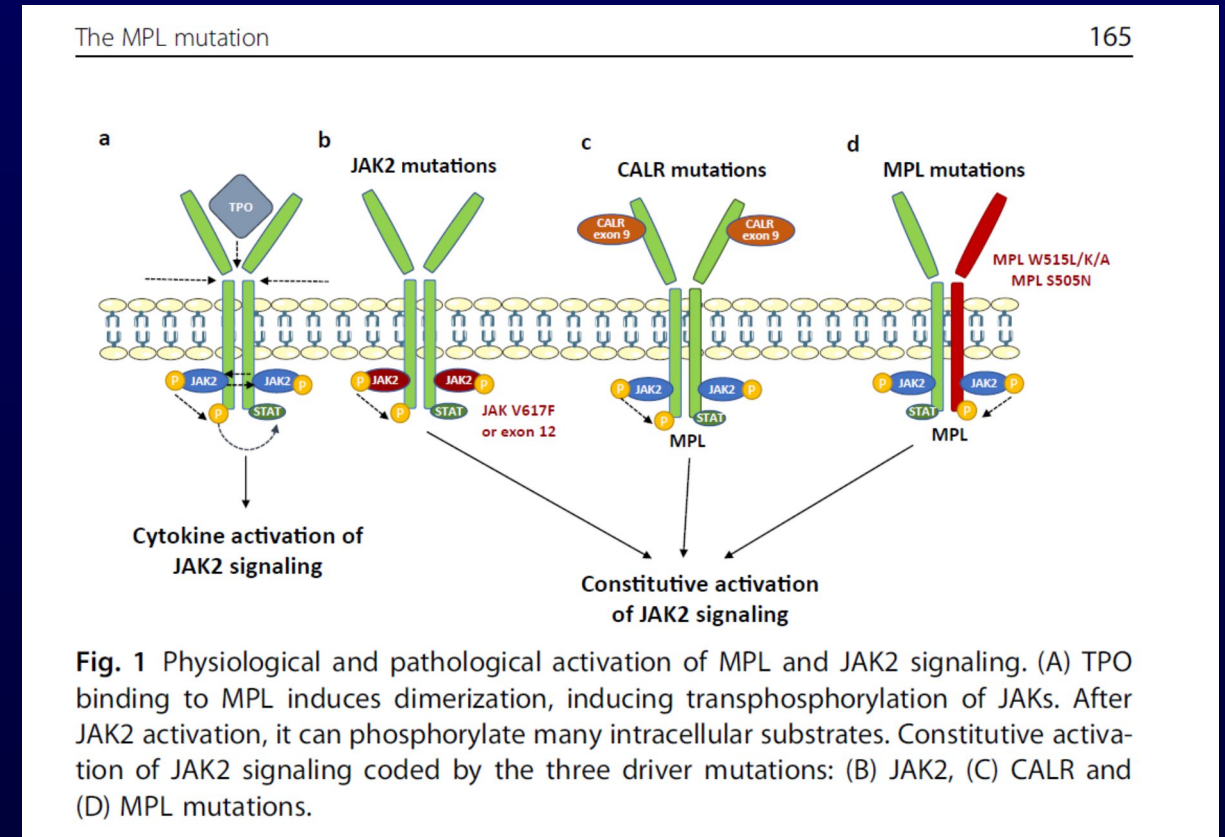 The MPL mutation 165
a
b
c
d
JAK2 mutations
CALR mutations
MPL mutations
TPO
CALR
exon 9
CALR
exon 9
MPL W515L/K/A
MPL S505N
P JAK2 JAK2 P
P STAT
P JAK2 JAK2 P
P STAT
JAK V617F
or exon 12
P JAK2 JAK2 P
P STAT
MPL
P JAK2 JAK2 P
STAT P
MPL
Cytokine activation of
JAK2 signaling
Constitutive activation
of JAK2 signaling
Fig. 1 Physiological and pathological activation of MPL and JAK2 signaling. (A) TPO
binding to MPL induces dimerization, inducing transphosphorylation of JAKs. After
JAK2 activation, it can phosphorylate many intracellular substrates. Constitutive activa-
tion of JAK2 signaling coded by the three driver mutations: (B) JAK2, (C) CALR and
(D) MPL mutations.